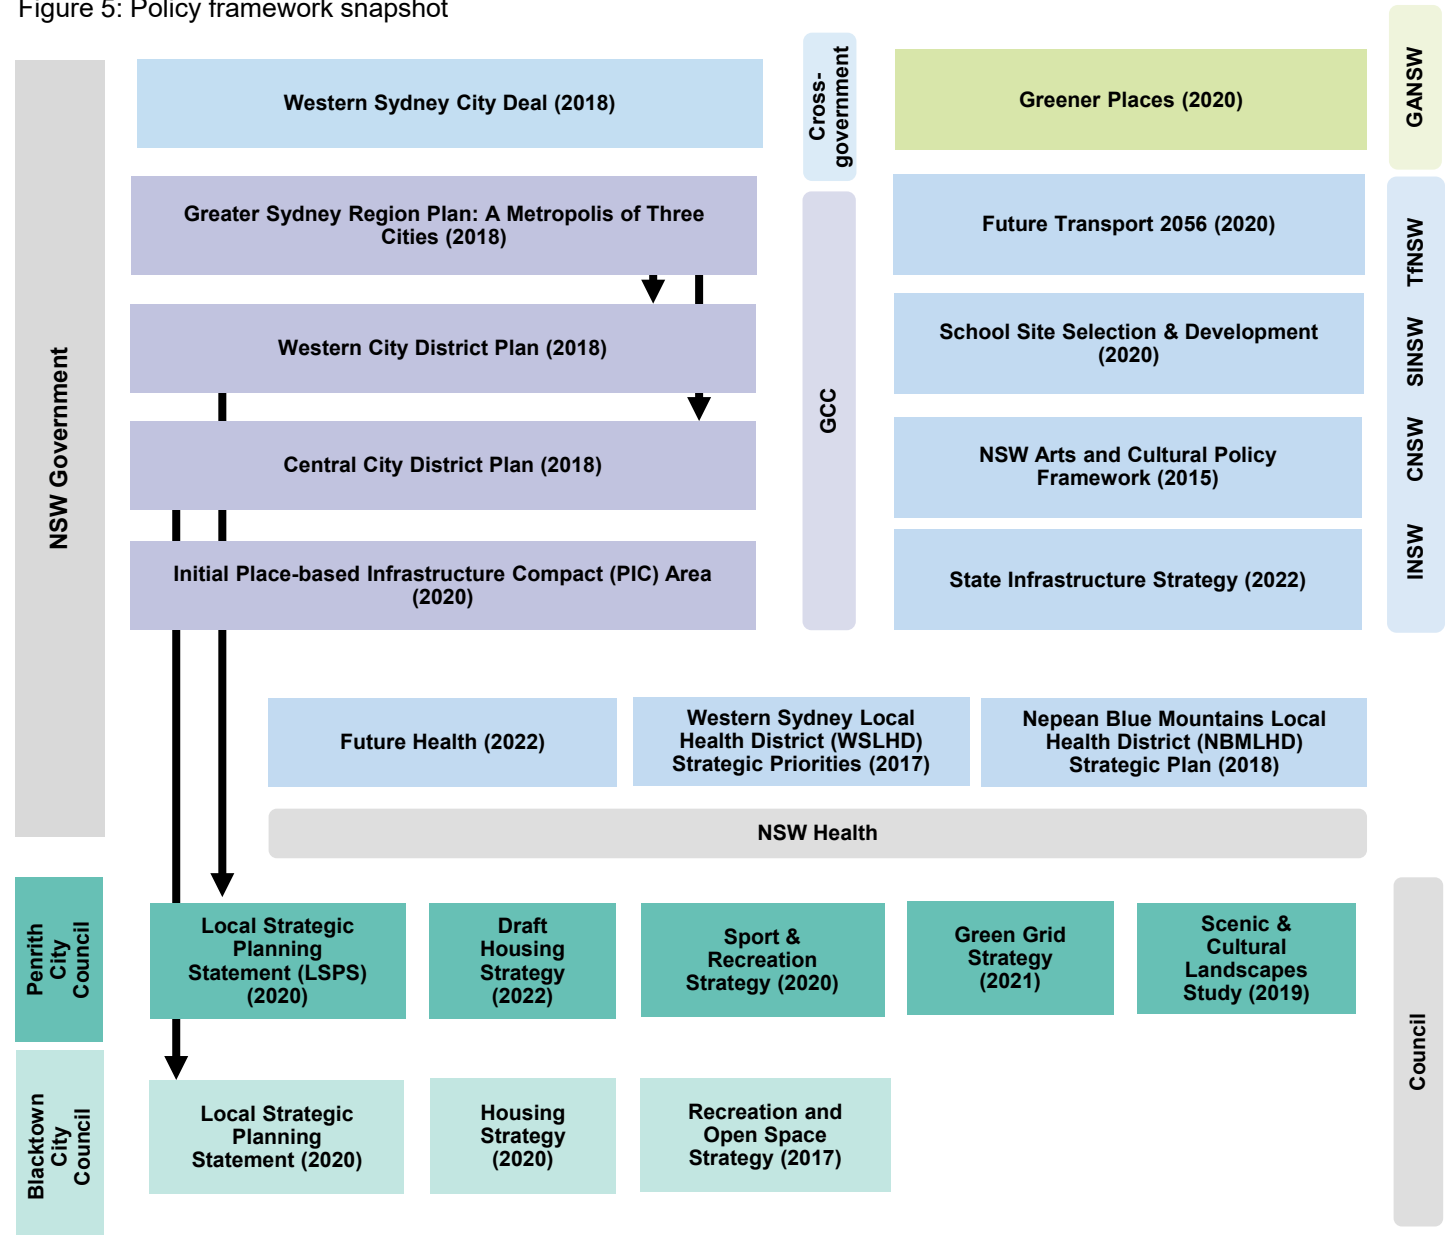 Figure 5: Policy framework snapshot
NSW Government
Western Sydney City Deal (2018)
Cross-
government
Greener Places (2020)
GANSW
Greater Sydney Region Plan: A Metropolis of Three
Cities (2018)
GCC
Future Transport 2056 (2020)
TfNSW
Western City District Plan (2018)
School Site Selection & Development
(2020)
SINSW
Central City District Plan (2018)
NSW Arts and Cultural Policy
Framework (2015)
CNSW
Initial Place-based Infrastructure Compact (PIC) Area
(2020)
State Infrastructure Strategy (2022)
INSW
Future Health (2022)
Western Sydney Local
Health District (WSLHD)
Strategic Priorities (2017)
Nepean Blue Mountains Local
Health District (NBMLHD)
Strategic Plan (2018)
NSW Health
Penrith
City
Council
Local Strategic
Planning
Statement (LSPS)
(2020)
Draft
Housing
Strategy
(2022)
Sport &
Recreation
Strategy (2020)
Green Grid
Strategy
(2021)
Scenic &
Cultural
Landscapes
Study (2019)
Council
Blacktown
City
Council
Local Strategic
Planning
Statement (2020)
Housing
Strategy
(2020)
Recreation and
Open Space
Strategy (2017)